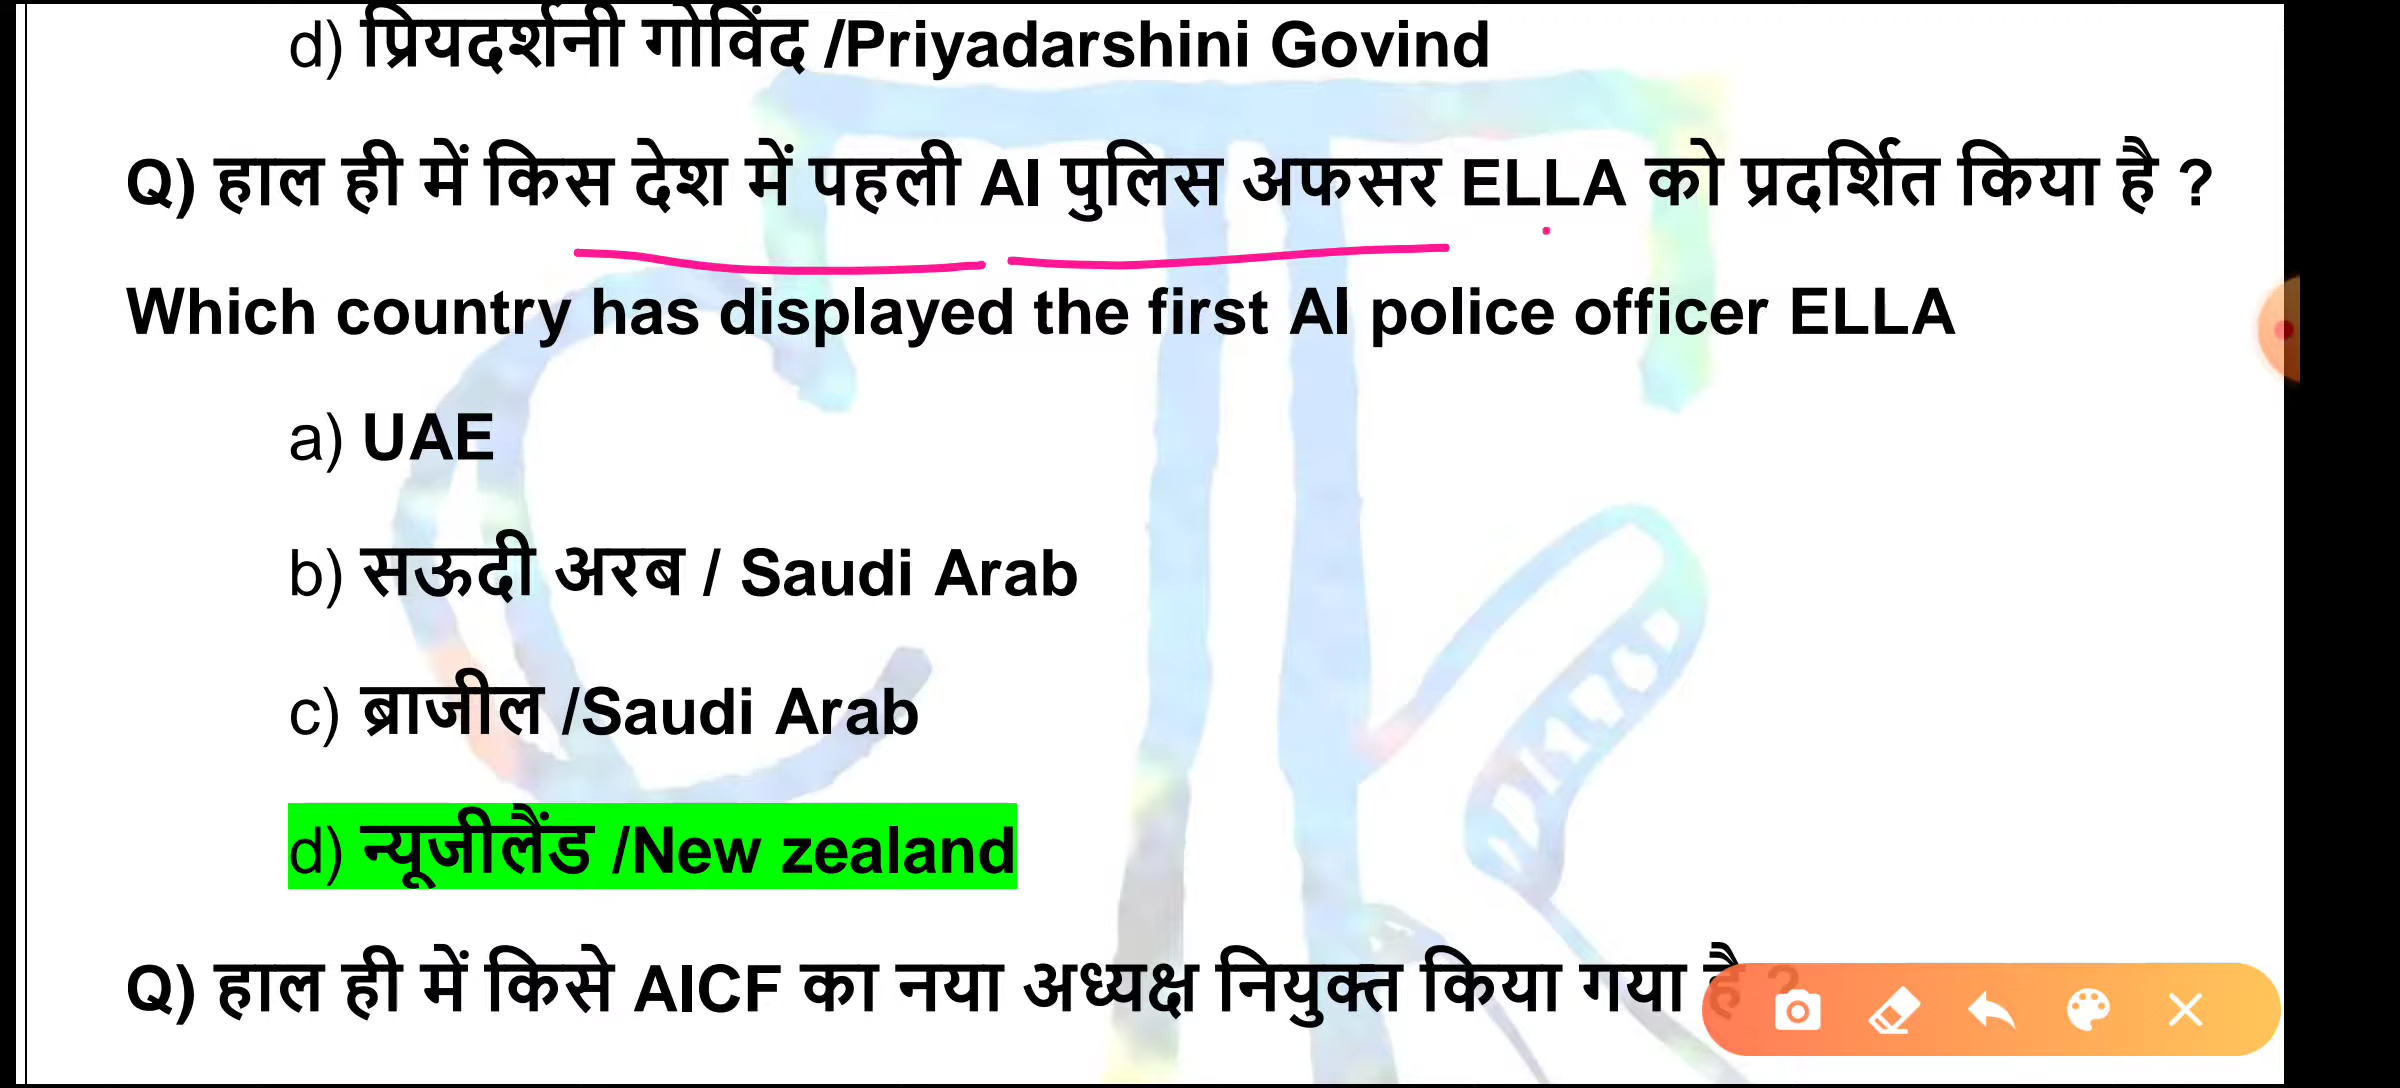 d) प्रियदर्शनी गोविंद /Priyadarshini Govind
Q) हाल ही में किस देश में पहली AI पुलिस अफसर ELLA को प्रदर्शित किया है ?
Which country has displayed the first AI police officer ELLA
a) UAE
b) सऊदी अरब / Saudi Arab
c) ब्राजील /Saudi Arab
d) न्यूजीलैंड /New zealand
Q) हाल ही में किसे AICF का नया अध्यक्ष नियुक्त किया गया है ?